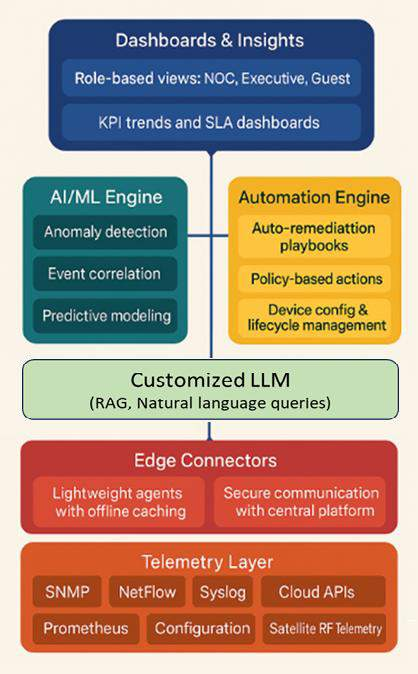 Dashboards & Insights
Role-based views: NOC, Executive, Guest
KPI trends and SLA dashboards
AI/ML Engine
Anomaly detection
Event correlation
Predictive modeling
Automation Engine
Auto-remediattion
playbooks
Policy-based actions
Device config &
lifecycle management
Customized LLM
(RAG, Natural language queries)
Edge Connectors
Lightweight agents
with offline caching
Secure communication
with central platform
Telemetry Layer
SNMP
NetFlow
Syslog
Cloud APIs
Prometheus
Configuration
Satellite RF Telemetry